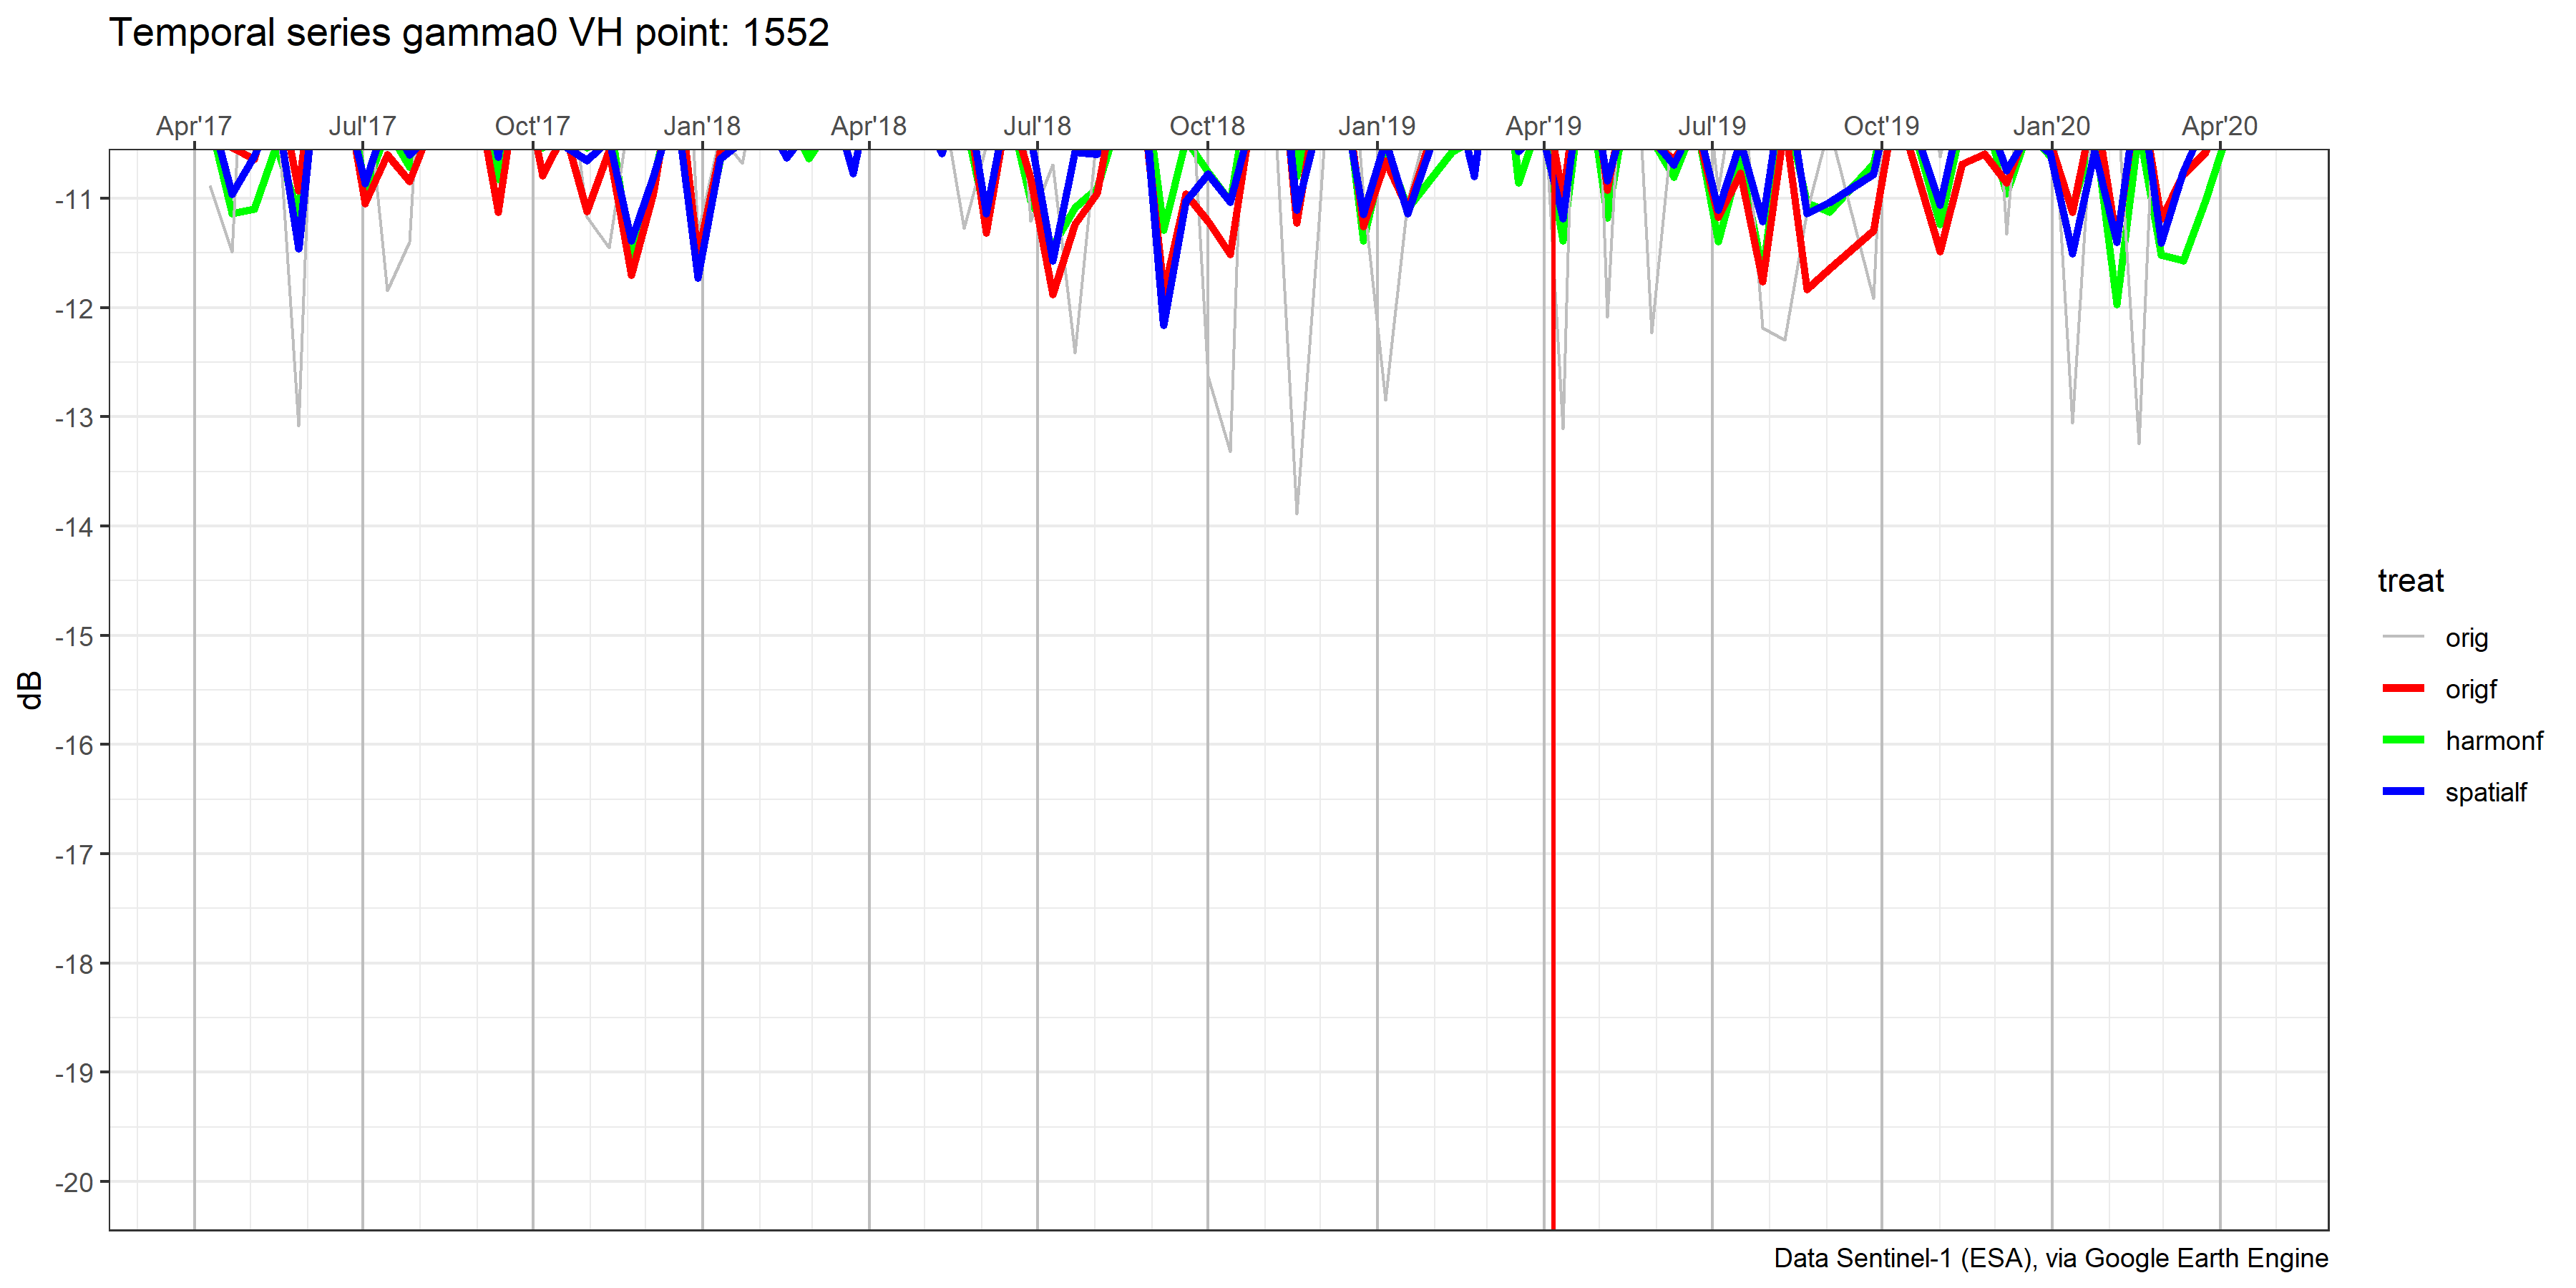 Temporal series gamma0 VH point: 1552
Apr'17 Jul'17 Oct'17 Jan'18 Apr'18 Jul'18 Oct'18 Jan'19 Apr'19 Jul'19 Oct'19 Jan'20 Apr'20
-11
-12
-13
-14
-15
-16
-17
-18
-19
-20
dB
treat
orig
origf
harmonf
spatialf
Data Sentinel-1 (ESA), via Google Earth Engine